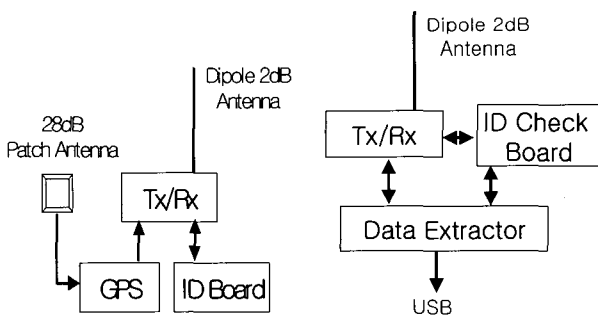 Dipole 2dB
Antenna
28dB
Patch Antenna
Tx/Rx
GPS
ID Board
Dipole 2dB
Antenna
Tx/Rx
ID Check
Board
Data Extractor
USB